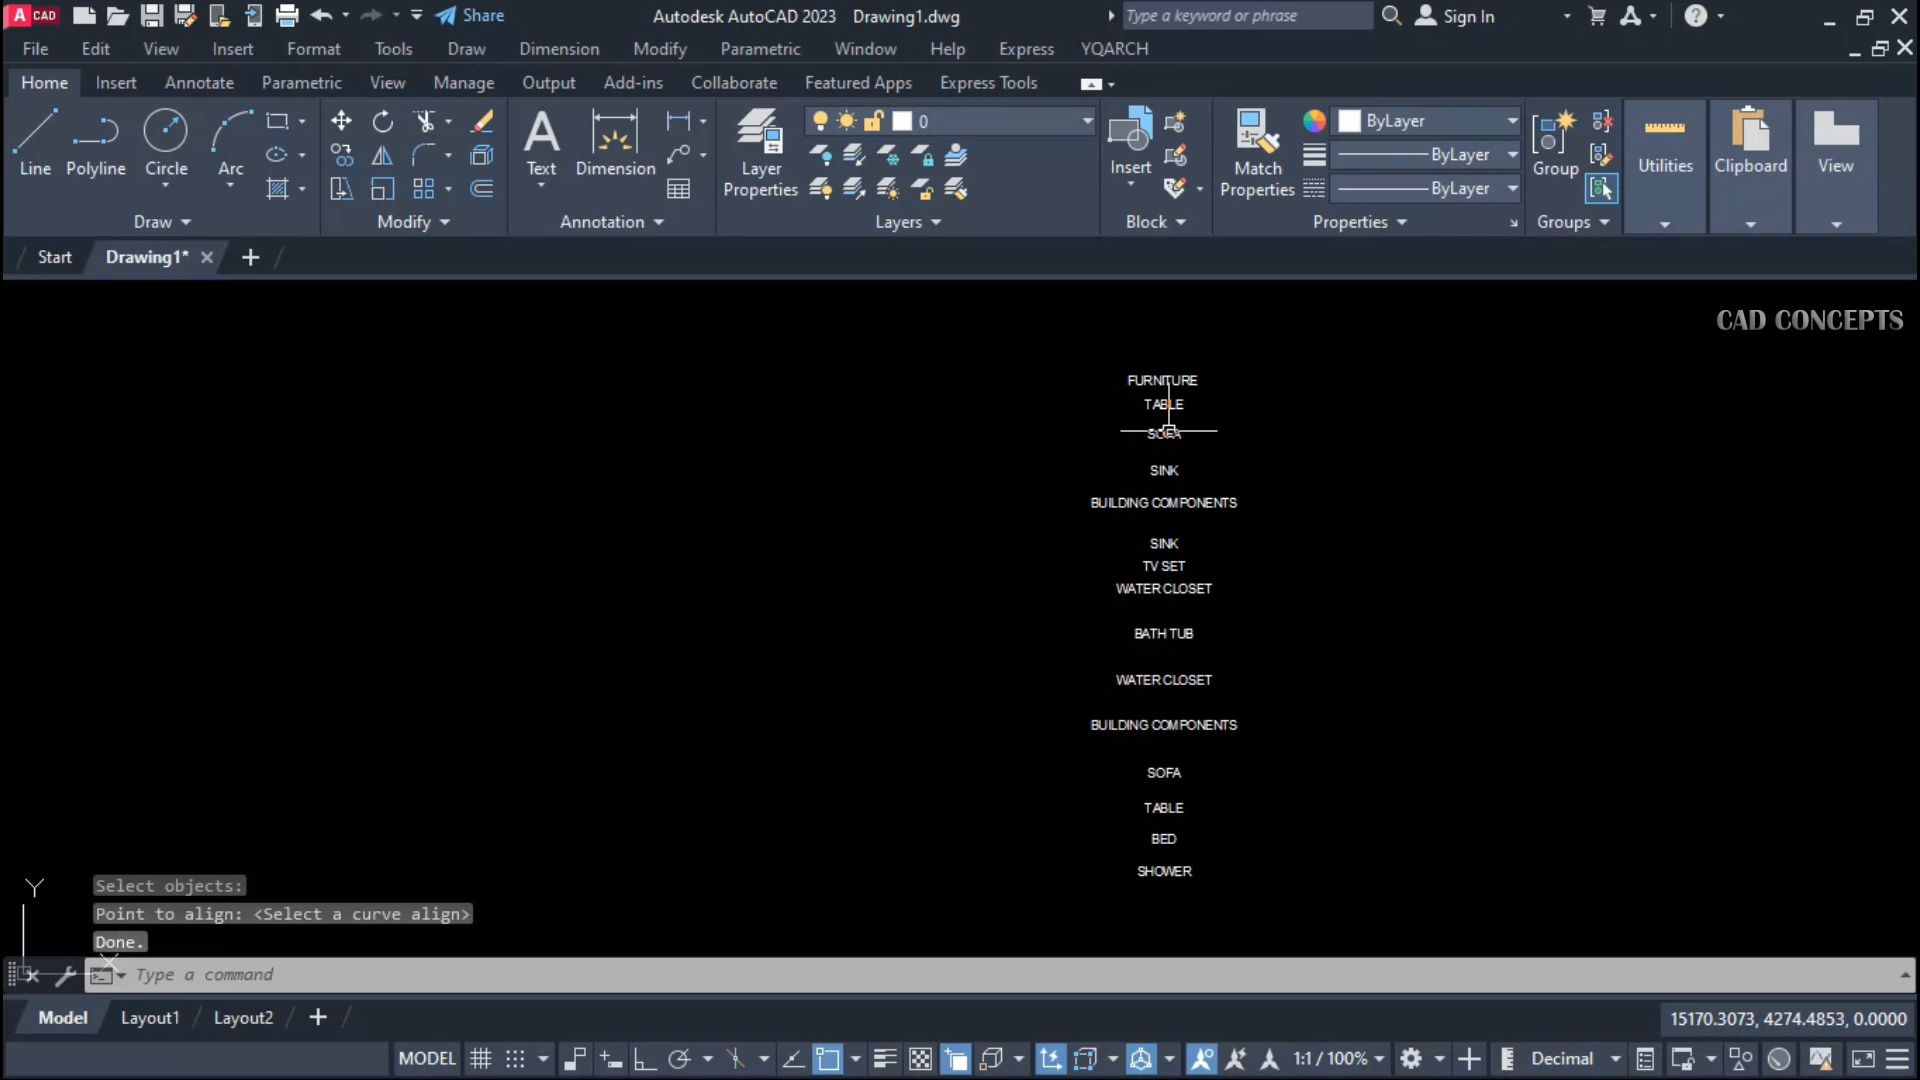 A CAD
Share
Autodesk AutoCAD 2023 Drawing1.dwg
Type a keyword or phrase
Sign In
File Edit View Insert Format Tools Draw Dimension Modify Parametric Window Help Express YQARCH
Home Insert Annotate Parametric View Manage Output Add-ins Collaborate Featured Apps Express Tools
Line Polyline Circle Arc
Text Dimension
Layer Properties
0
Insert
Match Properties
ByLayer
ByLayer
ByLayer
Group
Utilities Clipboard View
Draw Modify Annotation Layers Block Properties Groups
Start Drawing1*
CAD CONCEPTS
FURNITURE
TABLE
SOFA
SINK
BUILDING COMPONENTS
SINK
TV SET
WATER CLOSET
BATH TUB
WATER CLOSET
BUILDING COMPONENTS
SOFA
TABLE
BED
SHOWER
Y
X
Select objects:
Point to align: <Select a curve align>
Done.
Type a command
Model Layout1 Layout2
15170.3073, 4274.4853, 0.0000
MODEL 1:1 / 100% Decimal